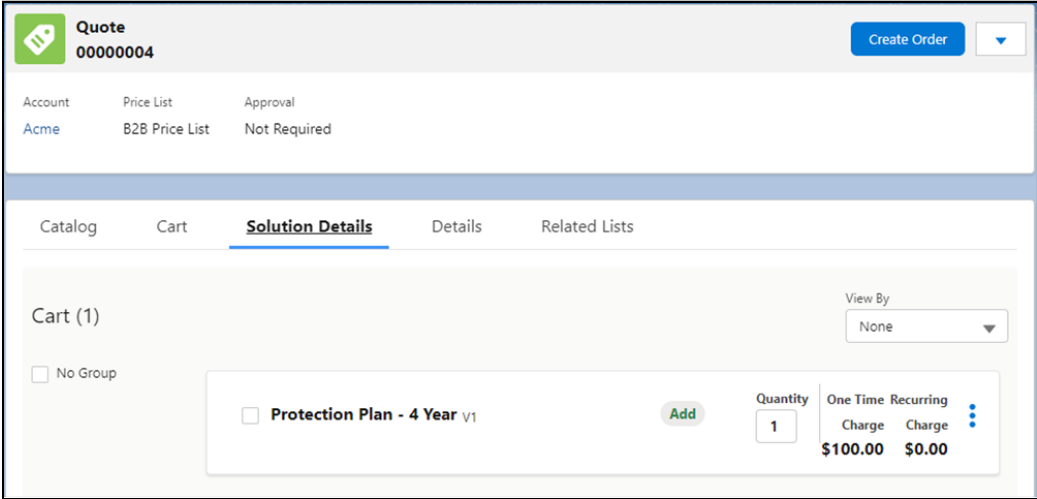 Quote
00000004
Create Order
Account Price List Approval
Acme B2B Price List Not Required
Catalog Cart Solution Details Details Related Lists
Cart (1)
View By
None
No Group
Protection Plan - 4 Year V1
Add
Quantity
1
One Time Recurring
Charge Charge
$100.00 $0.00